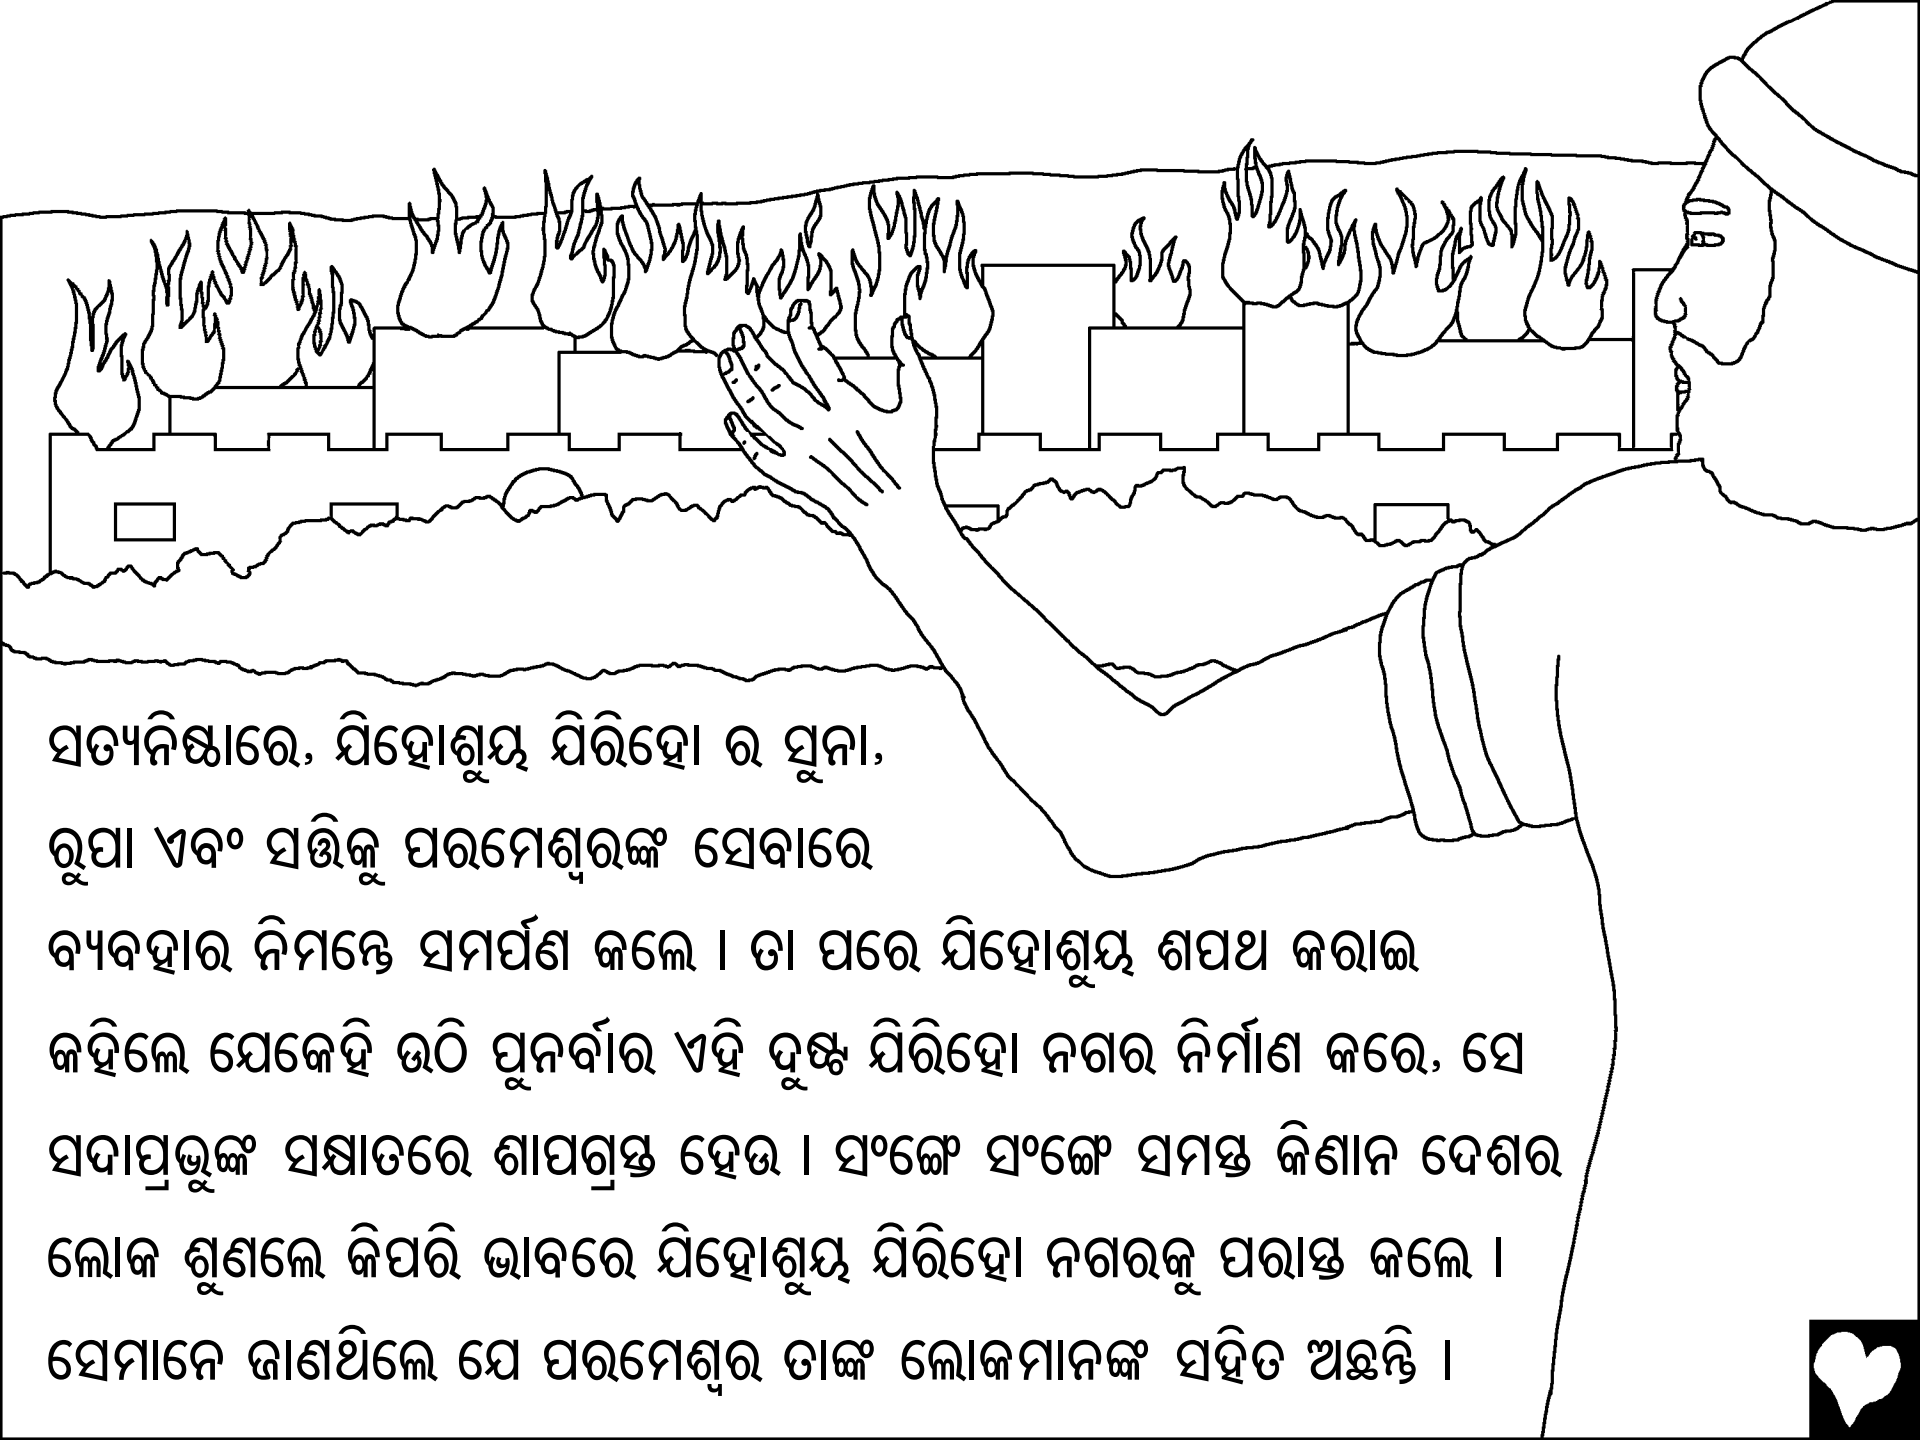 ସତ୍ୟନିଷ୍ଠାରେ, ଯିହୋଶୁୟ ଯିରିହୋ ର ସୁନା,
ରୁପା ଏବଂ ସତ୍ତିକୁ ପରମେଶ୍ୱରଙ୍କ ସେବାରେ
ବ୍ୟବହାର ନିମନ୍ତେ ସମର୍ପଣ କଲେ । ତା ପରେ ଯିହୋଶୁୟ ଶପଥ କରାଇ
କହିଲେ ଯେକେହି ଉଠି ପୁନର୍ବାର ଏହି ଦୁଷ୍ଟ ଯିରିହୋ ନଗର ନିର୍ମାଣ କରେ, ସେ
ସଦାପ୍ରଭୁଙ୍କ ସକ୍ଷାତରେ ଶାପଗ୍ରସ୍ତ ହେଉ । ସଂଙ୍ଗେ ସଂଙ୍ଗେ ସମସ୍ତ କିଣାନ ଦେଶର
ଲୋକ ଶୁଣଲେ କିପରି ଭାବରେ ଯିହୋଶୁୟ ଯିରିହୋ ନଗରକୁ ପରାସ୍ତ କଲେ ।
ସେମାନେ ଜାଣଥିଲେ ଯେ ପରମେଶ୍ୱର ତାଙ୍କ ଲୋକମାନଙ୍କ ସହିତ ଅଛନ୍ତି ।